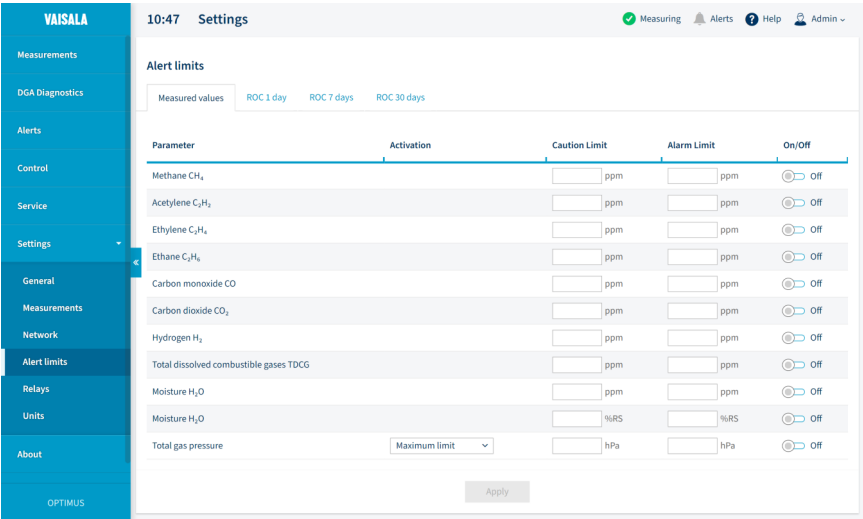 VAISALA
10:47 Settings
Measuring Alerts Help Admin
Measurements
DGA Diagnostics
Alerts
Control
Service
Settings
General
Measurements
Network
Alert limits
Relays
Units
About
OPTIMUS
Alert limits
Measured values ROC 1 day ROC 7 days ROC 30 days
Parameter Activation Caution Limit Alarm Limit On/Off
Methane CH₄ ppm ppm Off
Acetylene C₂H₂ ppm ppm Off
Ethylene C₂H₄ ppm ppm Off
Ethane C₂H₆ ppm ppm Off
Carbon monoxide CO ppm ppm Off
Carbon dioxide CO₂ ppm ppm Off
Hydrogen H₂ ppm ppm Off
Total dissolved combustible gases TDCG ppm ppm Off
Moisture H₂O ppm ppm Off
Moisture H₂O %RS %RS Off
Total gas pressure Maximum limit hPa hPa Off
Apply